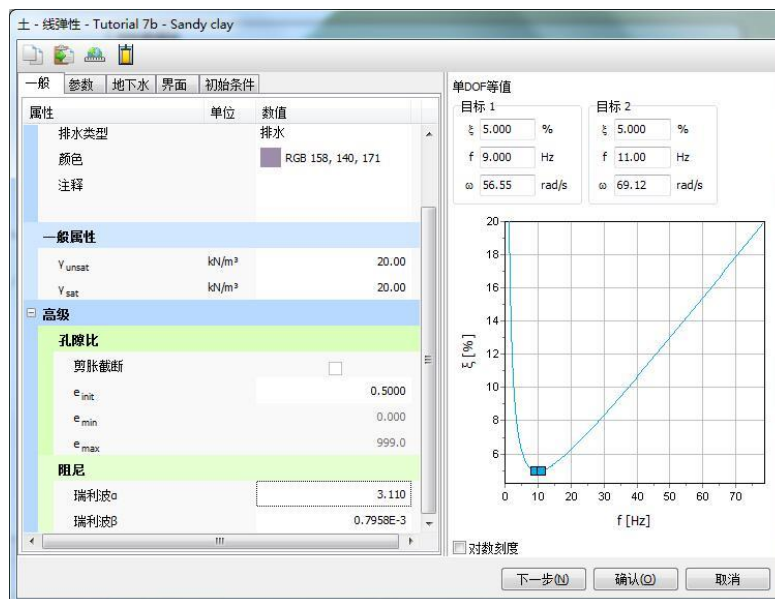 土 - 线弹性 - Tutorial 7b - Sandy clay
一般 参数 地下水 界面 初始条件
属性 单位 数值
排水类型 排水
颜色 RGB 158, 140, 171
注释
一般属性
γ unsat kN/m³ 20.00
γ sat kN/m³ 20.00
高级
孔隙比
剪胀截断
e init 0.5000
e min 0.000
e max 999.0
阻尼
瑞利波α 3.110
瑞利波β 0.7958E-3
单DOF等值
目标 1
ξ 5.000 %
f 9.000 Hz
ω 56.55 rad/s
目标 2
ξ 5.000 %
f 11.00 Hz
ω 69.12 rad/s
ξ [%]
20
18
16
14
12
10
8
6
0 10 20 30 40 50 60 70
f [Hz]
对数刻度
下一步(N) 确认(O) 取消